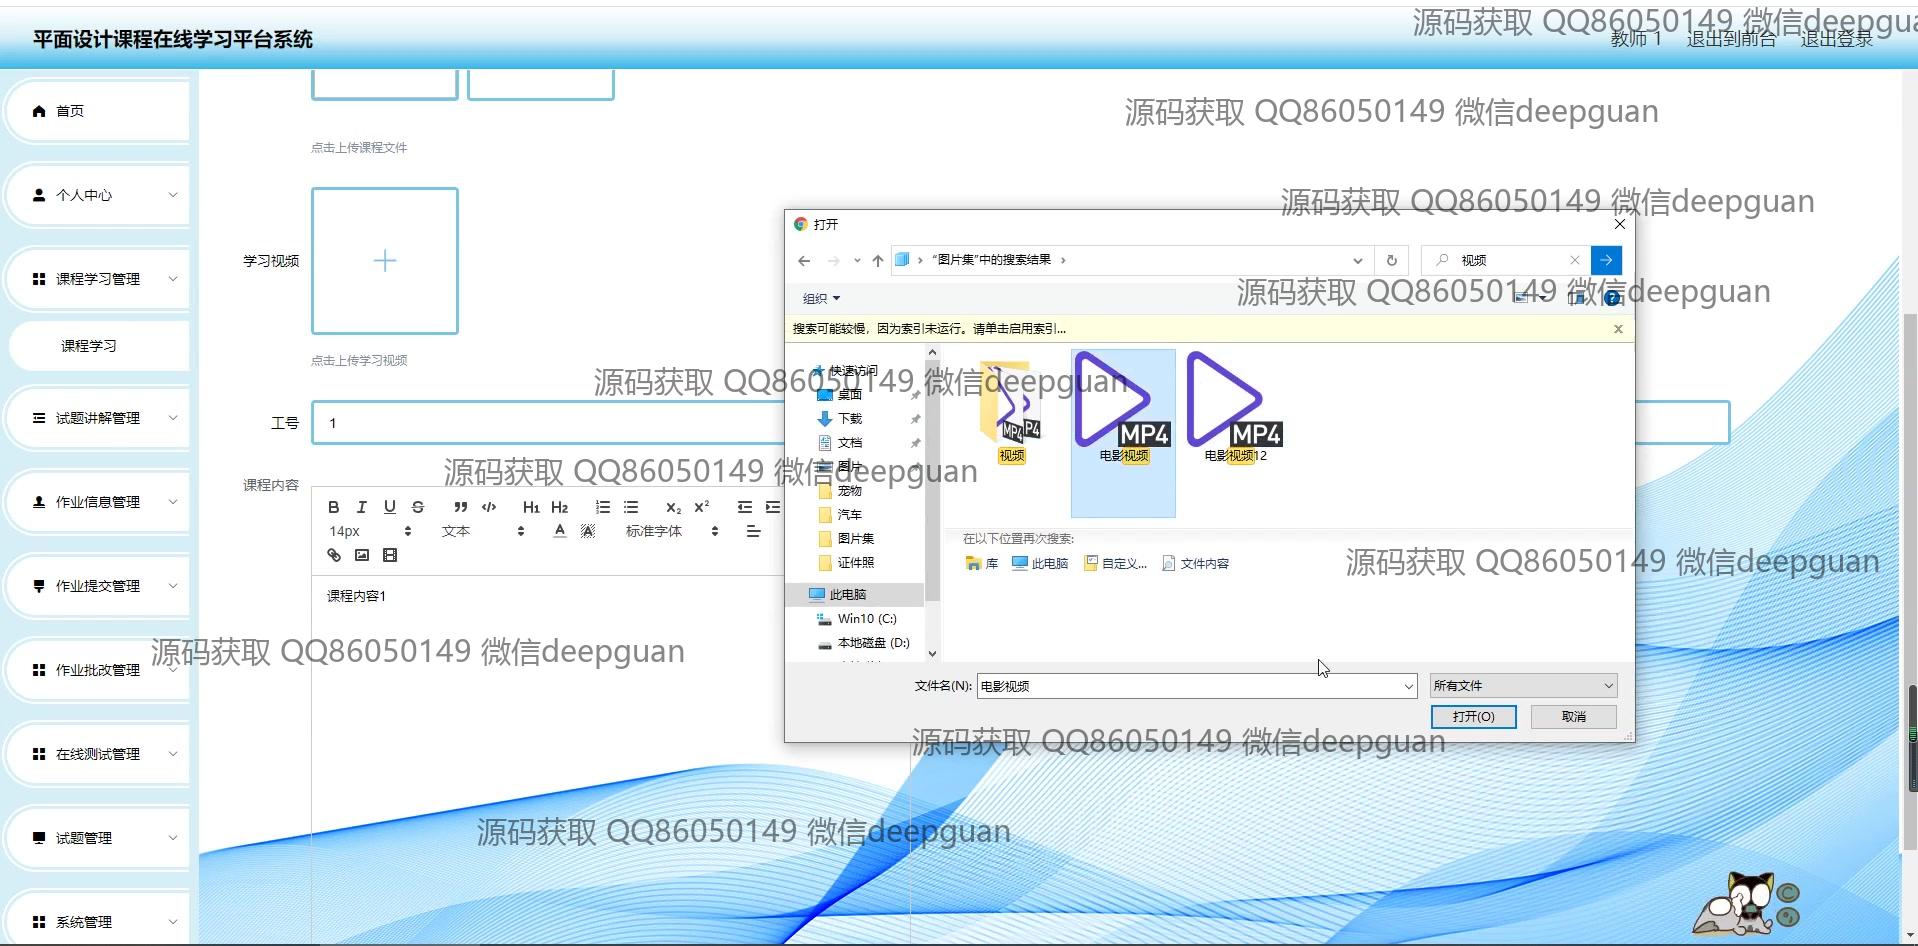 平面设计课程在线学习平台系统
源码获取 QQ86050149 微信deepgua
教师 1 退出到前台 退出登录
首页
个人中心
课程学习管理
课程学习
试题讲解管理
作业信息管理
作业提交管理
作业批改管理
在线测试管理
试题管理
系统管理
点击上传课程文件
源码获取 QQ86050149 微信deepguan
学习视频
点击上传学习视频
源码获取 QQ86050149 微信deepguan
源码获取 QQ86050149 微信deepguan
源码获取 QQ86050149 微信deepguan
工号
1
源码获取 QQ86050149 微信deepguan
课程内容
B I U S ” </> H1 H2 x2 x2
14px 文本 A A 标准字体
课程内容1
源码获取 QQ86050149 微信deepguan
源码获取 QQ86050149 微信deepguan
源码获取 QQ86050149 微信deepguan
源码获取 QQ86050149 微信deepguan
打开
“图片集”中的搜索结果
视频
组织
搜索可能较慢，因为索引未运行。请单击启用索引...
快速访问
桌面
下载
文档
图片
宠物
汽车
图片集
证件照
此电脑
Win10 (C:)
本地磁盘 (D:)
MP4 P4
视频
MP4
电影视频
MP4
电影视频12
在以下位置再次搜索:
库 此电脑 自定义... 文件内容
文件名(N): 电影视频
所有文件
打开(O) 取消